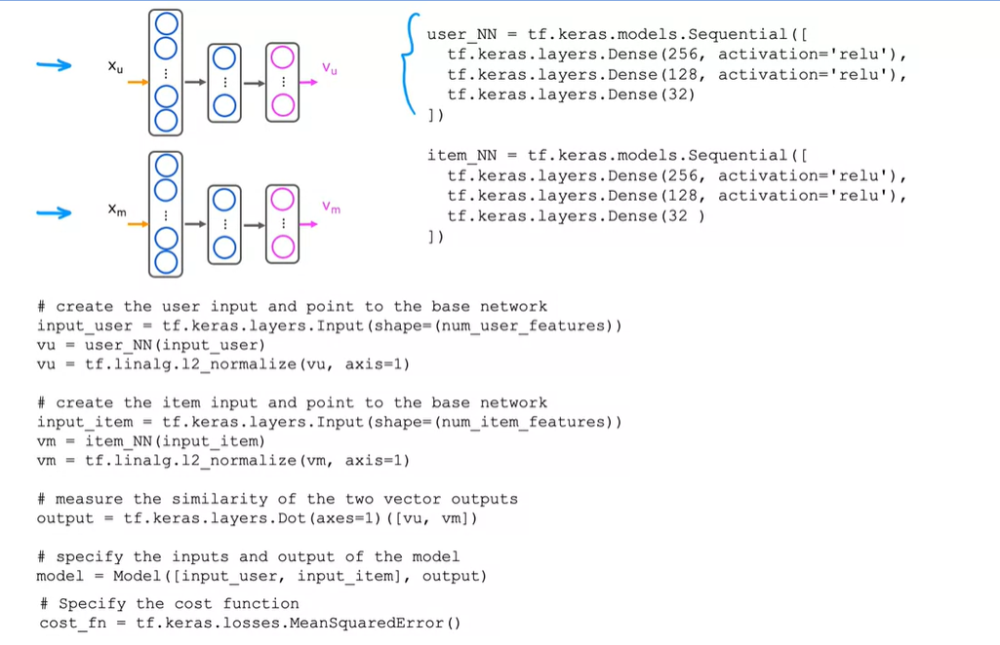 user_NN = tf.keras.models.Sequential([
tf.keras.layers.Dense(256, activation='relu'),
tf.keras.layers.Dense(128, activation='relu'),
tf.keras.layers.Dense(32)
])
xu
vu
item_NN = tf.keras.models.Sequential([
tf.keras.layers.Dense(256, activation='relu'),
tf.keras.layers.Dense(128, activation='relu'),
tf.keras.layers.Dense(32 )
])
xm
vm
# create the user input and point to the base network
input_user = tf.keras.layers.Input(shape=(num_user_features))
vu = user_NN(input_user)
vu = tf.linalg.l2_normalize(vu, axis=1)
# create the item input and point to the base network
input_item = tf.keras.layers.Input(shape=(num_item_features))
vm = item_NN(input_item)
vm = tf.linalg.l2_normalize(vm, axis=1)
# measure the similarity of the two vector outputs
output = tf.keras.layers.Dot(axes=1)([vu, vm])
# specify the inputs and output of the model
model = Model([input_user, input_item], output)
# Specify the cost function
cost_fn = tf.keras.losses.MeanSquaredError()